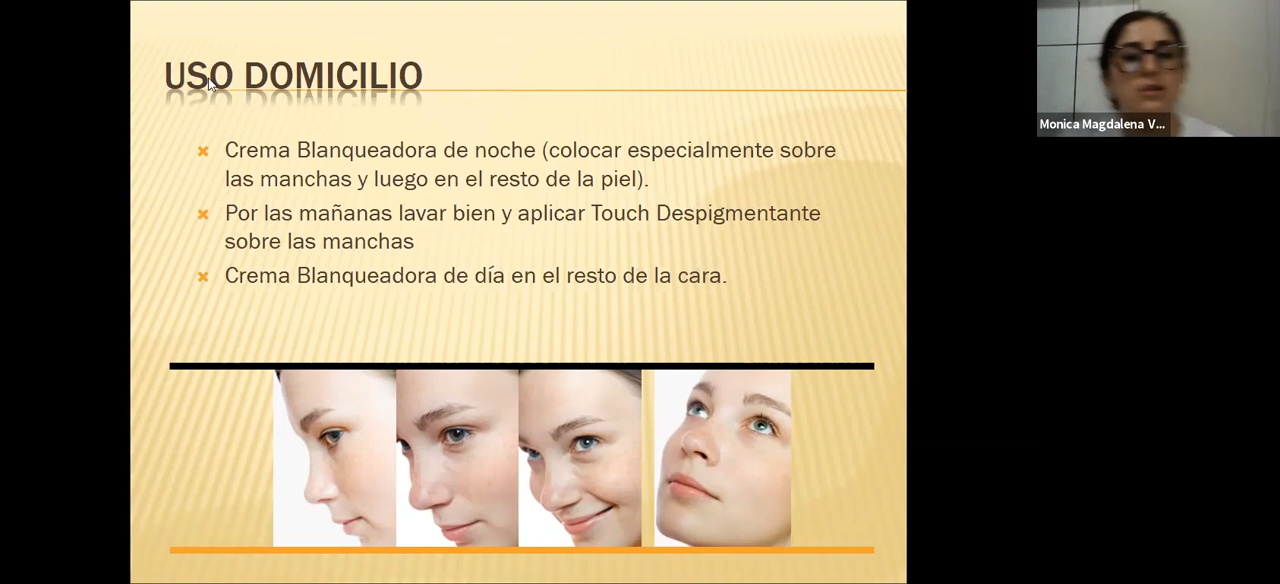 USO DOMICILIO
Crema Blanqueadora de noche (colocar especialmente sobre
las manchas y luego en el resto de la piel).
Por las mañanas lavar bien y aplicar Touch Despigmentante
sobre las manchas
Crema Blanqueadora de día en el resto de la cara.
Monica Magdalena V...